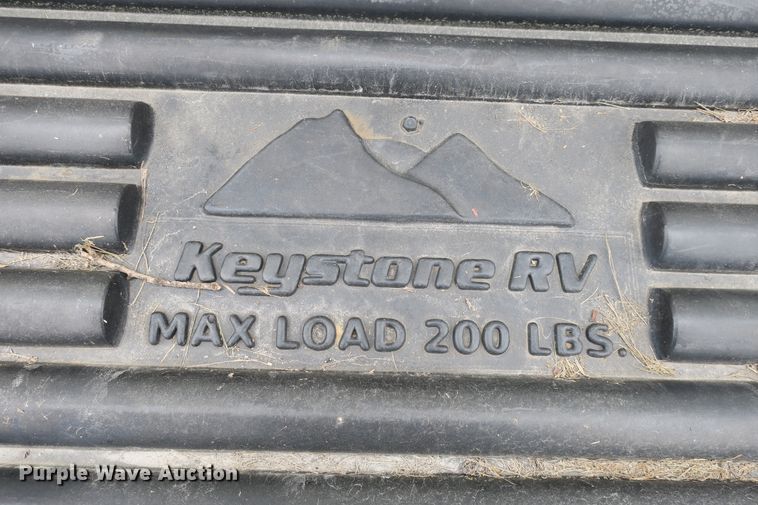 Keystone RV
MAX LOAD 200 LBS.
Purple Wave Auction